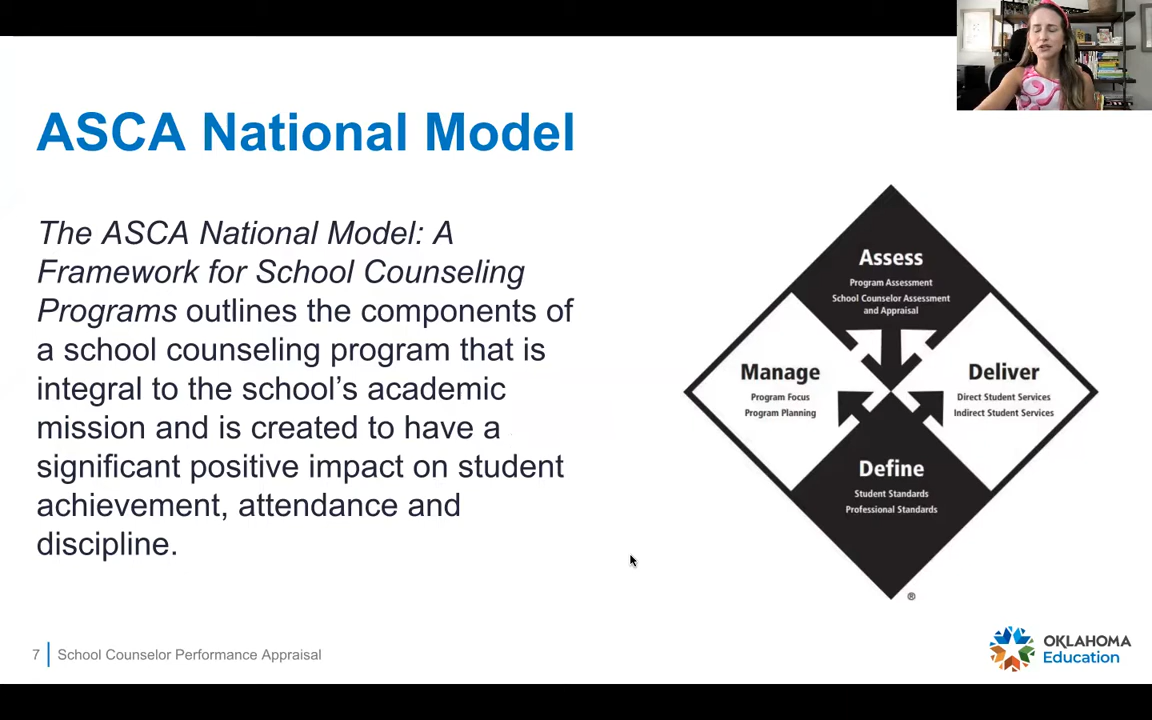 ASCA National Model
The ASCA National Model: A
Framework for School Counseling
Programs outlines the components of
a school counseling program that is
integral to the school’s academic
mission and is created to have a
significant positive impact on student
achievement, attendance and
discipline.
Assess
Program Assessment
School Counselor Assessment
and Appraisal
Manage
Program Focus
Program Planning
Deliver
Direct Student Services
Indirect Student Services
Define
Student Standards
Professional Standards
®
7 School Counselor Performance Appraisal
OKLAHOMA
Education